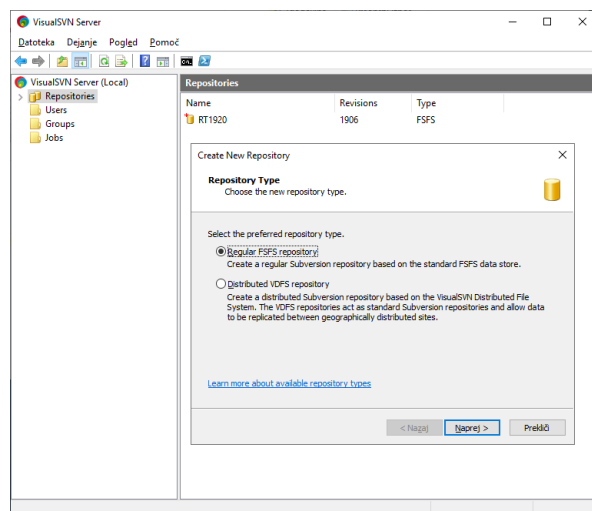 VisualSVN Server
Datoteka Dejanje Pogled Pomoč
VisualSVN Server (Local)
Repositories
Users
Groups
Jobs
Repositories
Name Revisions Type
RT1920 1906 FSFS
Create New Repository
Repository Type
Choose the new repository type.
Select the preferred repository type.
Regular FSFS repository
Create a regular Subversion repository based on the standard FSFS data store.
Distributed VDFS repository
Create a distributed Subversion repository based on the VisualSVN Distributed File
System. The VDFS repositories act as standard Subversion repositories and allow data
to be replicated between geographically distributed sites.
Learn more about available repository types
< Nazaj Naprej > Prekliči